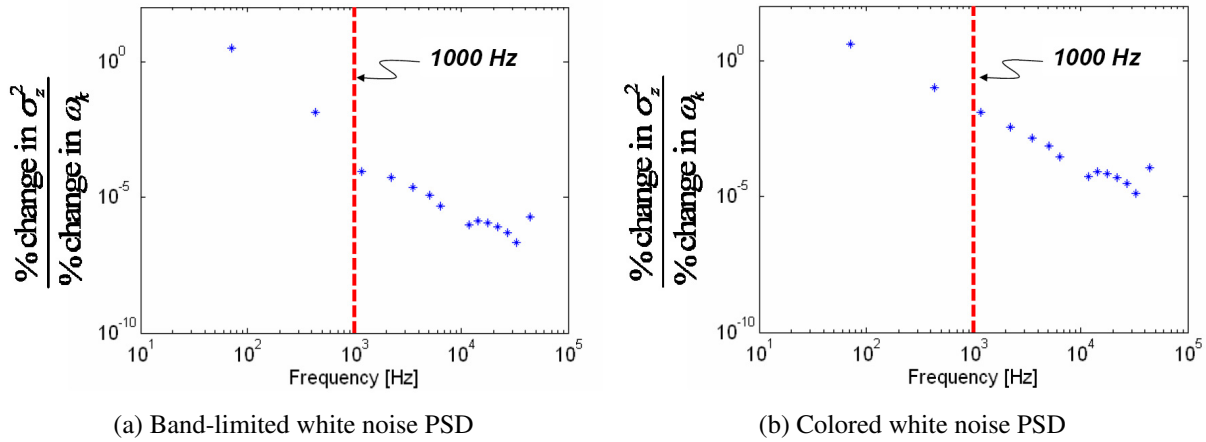 % change in σ_z^2
% change in ω_k
10^0
10^-5
10^-10
1000 Hz
10^1 10^2 10^3 10^4 10^5
Frequency [Hz]
(a) Band-limited white noise PSD
% change in σ_z^2
% change in ω_k
10^0
10^-5
10^-10
1000 Hz
10^1 10^2 10^3 10^4 10^5
Frequency [Hz]
(b) Colored white noise PSD